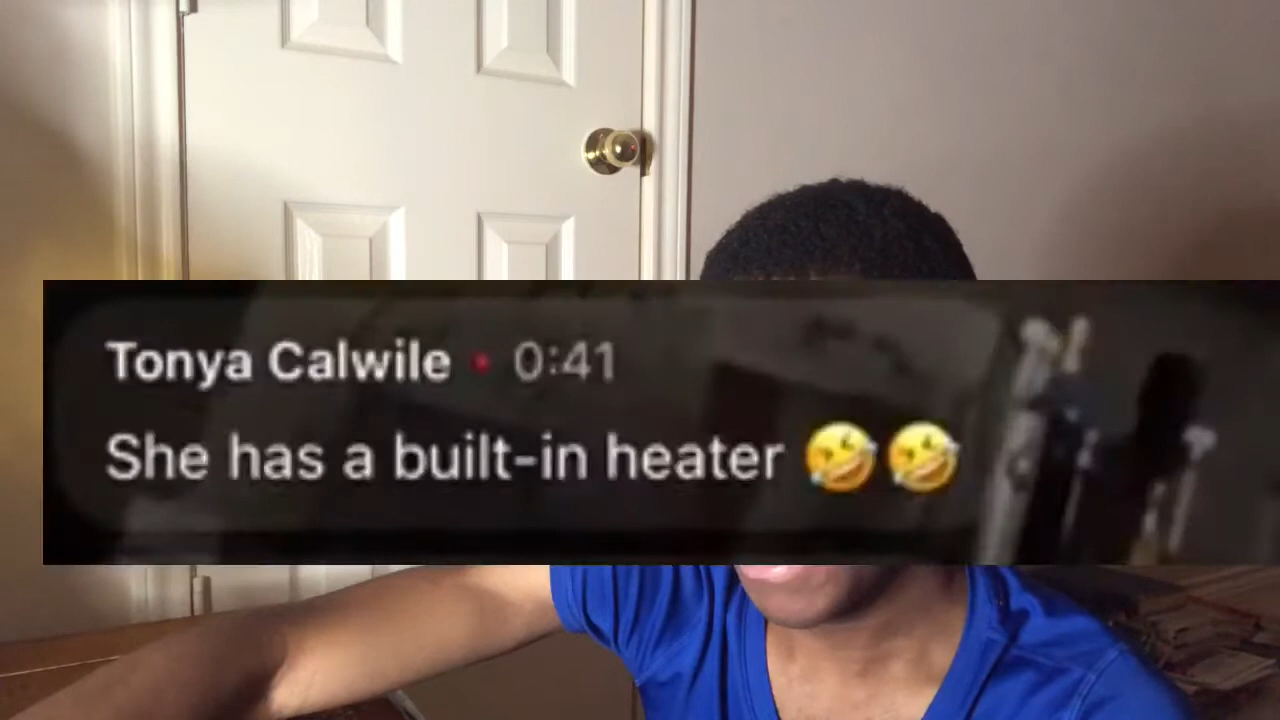 Tonya Calwile • 0:41
She has a built-in heater 🤣🤣